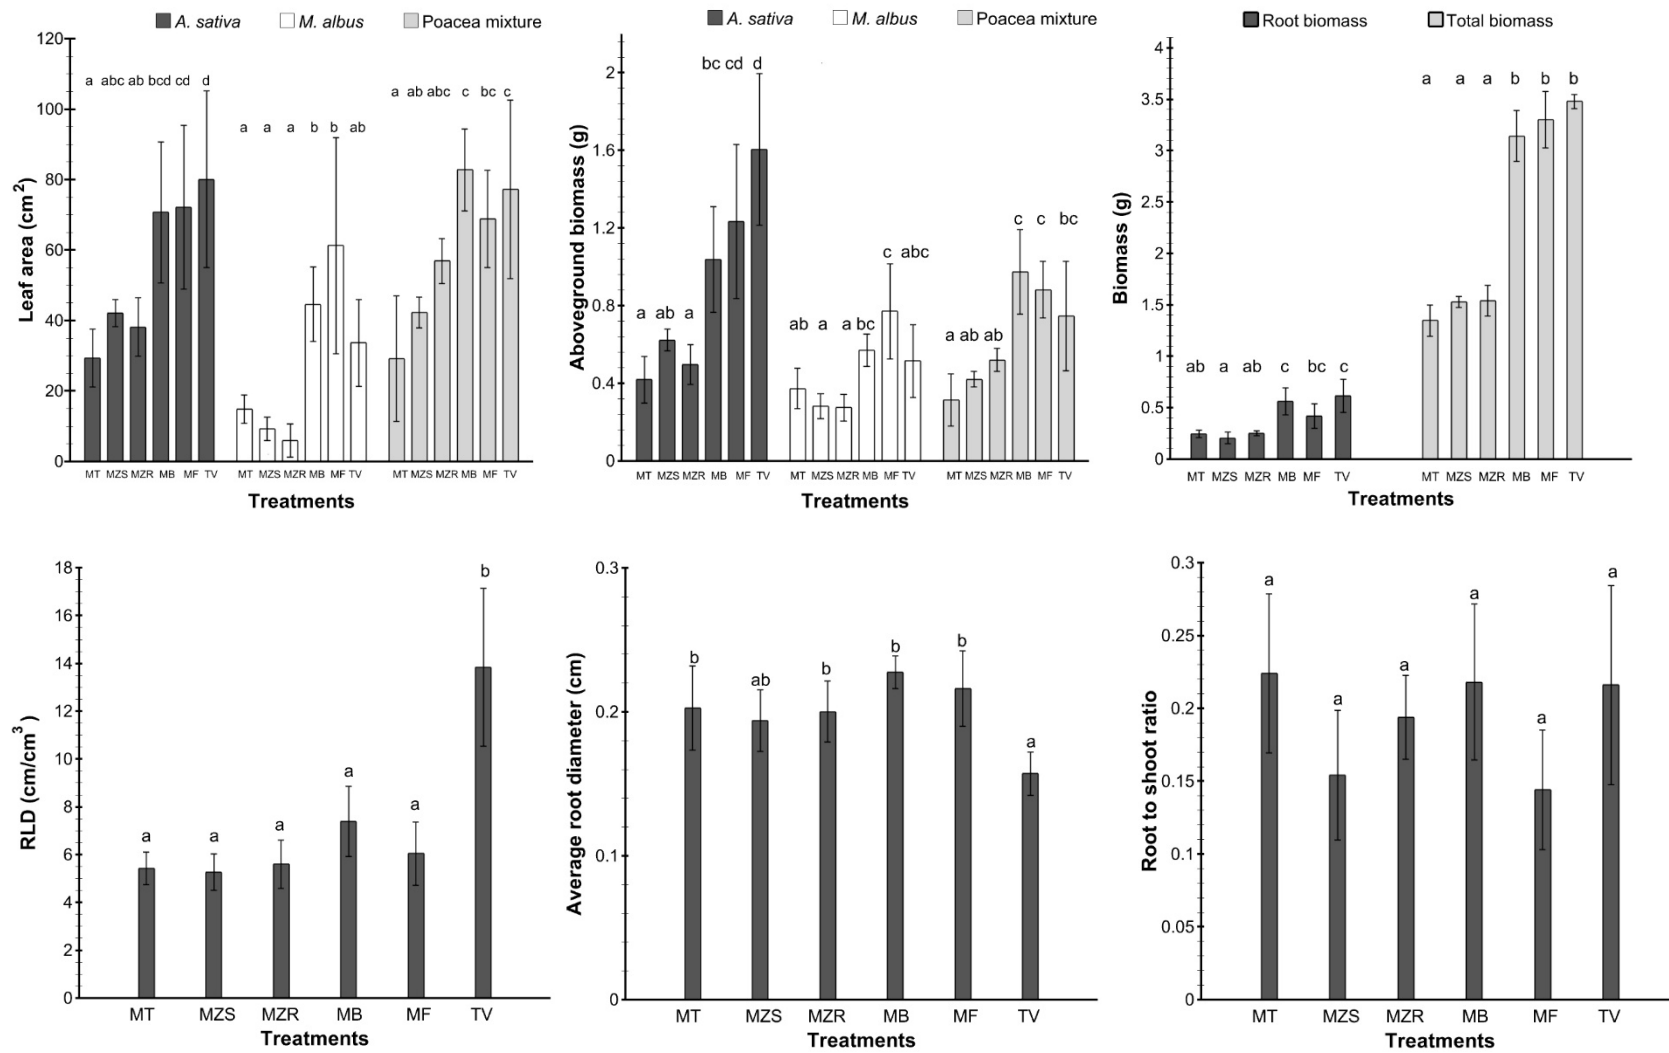 A. sativa M. albus Poacea mixture
Leaf area (cm²)
120
100
80
60
40
20
0
a abc ab bcd cd d
a a a b b ab
a ab abc c bc c
MT MZS MZR MB MF TV MT MZS MZR MB MF TV MT MZS MZR MB MF TV
Treatments
A. sativa M. albus Poacea mixture
Aboveground biomass (g)
2
1.6
1.2
0.8
0.4
0
a ab a bc cd d
ab a a bc c abc
a ab ab c c bc
MT MZS MZR MB MF TV MT MZS MZR MB MF TV MT MZS MZR MB MF TV
Treatments
Root biomass Total biomass
Biomass (g)
4
3.5
3
2.5
2
1.5
1
0.5
0
ab a ab c bc c
a a a b b b
MT MZS MZR MB MF TV MT MZS MZR MB MF TV
Treatments
RLD (cm/cm³)
18
16
14
12
10
8
6
4
2
0
a a a a a b
MT MZS MZR MB MF TV
Treatments
Average root diameter (cm)
0.3
0.2
0.1
0
b ab b b b a
MT MZS MZR MB MF TV
Treatments
Root to shoot ratio
0.3
0.25
0.2
0.15
0.1
0.05
0
a a a a a a
MT MZS MZR MB MF TV
Treatments